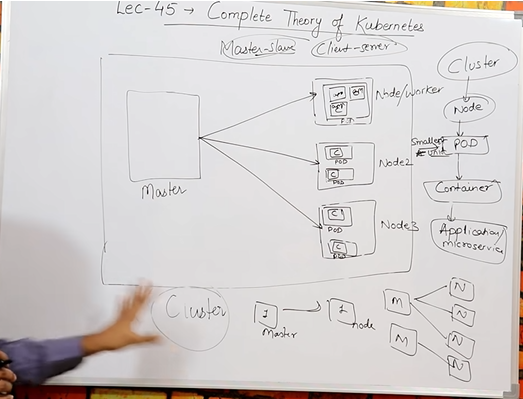 Lec-45 → Complete Theory of Kubernetes
Master-slave Client-server
Cluster
Node
Smallest unit
POD
Container
Application/
microservice
Master
Node/worker
POD
Node2
C
POD
C
POD
Node3
C
POD
C
POD
Cluster
1
Master
1
node
M
M
N
N
N
N